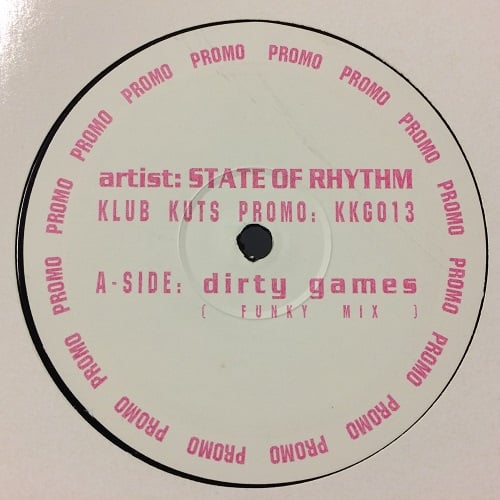 PROMO PROMO PROMO PROMO PROMO PROMO PROMO PROMO PROMO PROMO PROMO PROMO PROMO PROMO PROMO PROMO
artist: STATE OF RHYTHM
KLUB KUTS PROMO: KKG013
A-SIDE: dirty games
( FUNKY MIX )